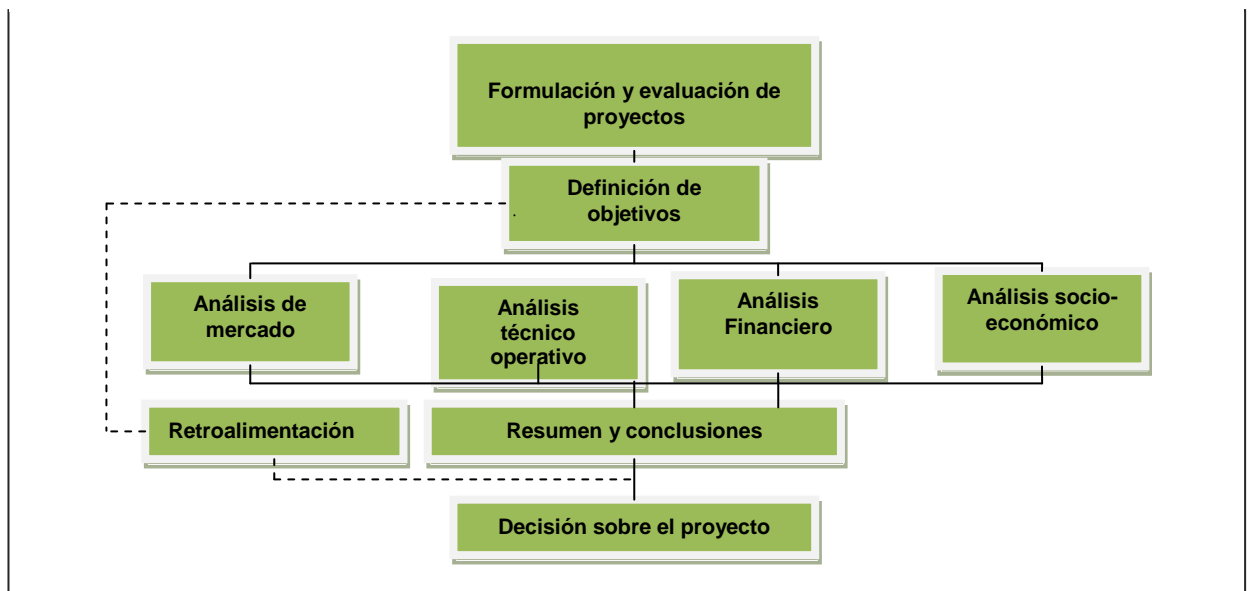 Formulación y evaluación de
proyectos
Definición de
objetivos
Análisis de
mercado
Análisis
técnico
operativo
Análisis
Financiero
Análisis socio-
económico
Retroalimentación
Resumen y conclusiones
Decisión sobre el proyecto